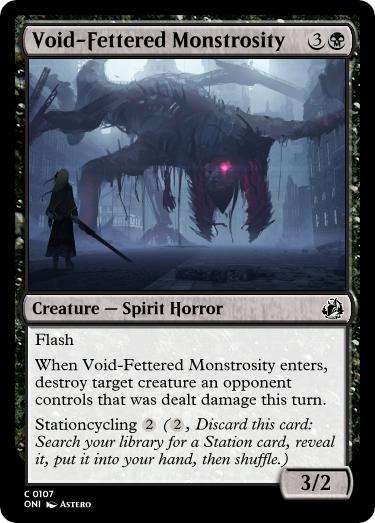 Void-Fettered Monstrosity 3
Creature — Spirit Horror
Flash
When Void-Fettered Monstrosity enters,
destroy target creature an opponent
controls that was dealt damage this turn.
Stationcycling 2 ( 2 , Discard this card:
Search your library for a Station card, reveal
it, put it into your hand, then shuffle.)
3/2
C 0107
ONI Astero